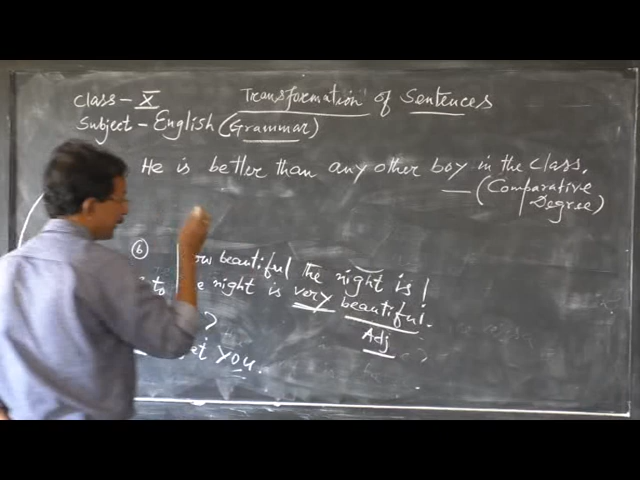 Class - X Transformation of Sentences
Subject - English (Grammar)
He is better than any other boy in the class.
— (Comparative
Degree)
(b) beautiful the night is !
night is very beautiful.
?
Adj
you.